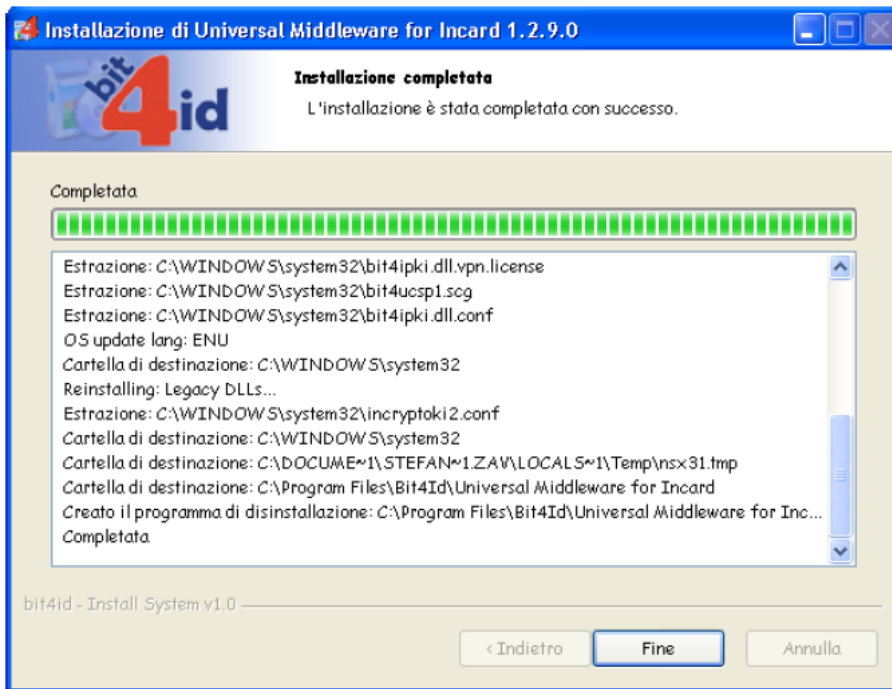 Installazione di Universal Middleware for Incard 1.2.9.0
bit4id
Installazione completata
L'installazione è stata completata con successo.
Completata
Estrazione: C:\WINDOWS\system32\bit4ipki.dll.vpn.license
Estrazione: C:\WINDOWS\system32\bit4ucsp1.scg
Estrazione: C:\WINDOWS\system32\bit4ipki.dll.conf
OS update lang: ENU
Cartella di destinazione: C:\WINDOWS\system32
Reinstalling: Legacy DLLs...
Estrazione: C:\WINDOWS\system32\incryptoki2.conf
Cartella di destinazione: C:\WINDOWS\system32
Cartella di destinazione: C:\DOCUME~1\STEFAN~1.ZAV\LOCALS~1\Temp\nsx31.tmp
Cartella di destinazione: C:\Program Files\Bit4Id\Universal Middleware for Incard
Creato il programma di disinstallazione: C:\Program Files\Bit4Id\Universal Middleware for Inc...
Completata
bit4id - Install System v1.0
< Indietro
Fine
Annulla